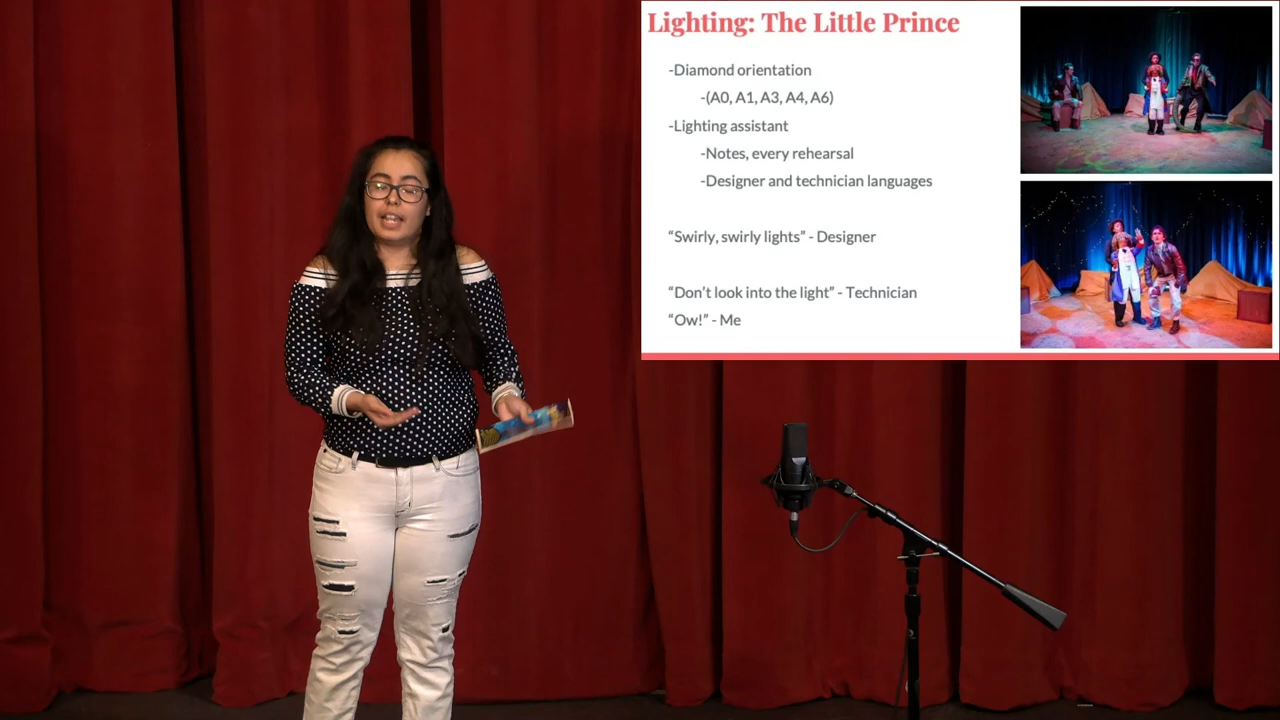 Lighting: The Little Prince
-Diamond orientation
-(A0, A1, A3, A4, A6)
-Lighting assistant
-Notes, every rehearsal
-Designer and technician languages
“Swirly, swirly lights” - Designer
“Don’t look into the light” - Technician
“Ow!” - Me